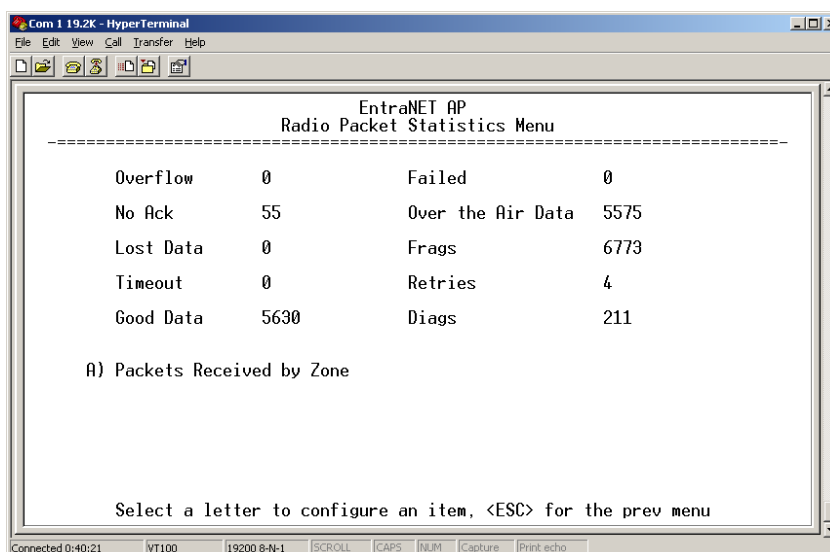 Com 1 19.2K - HyperTerminal
File Edit View Call Transfer Help
EntraNET AP
Radio Packet Statistics Menu
-===========================================================================-
Overflow 0 Failed 0
No Ack 55 Over the Air Data 5575
Lost Data 0 Frags 6773
Timeout 0 Retries 4
Good Data 5630 Diags 211
A) Packets Received by Zone
Select a letter to configure an item, <ESC> for the prev menu
Connected 0:40:21 VT100 19200 8-N-1 SCROLL CAPS NUM Capture Print echo